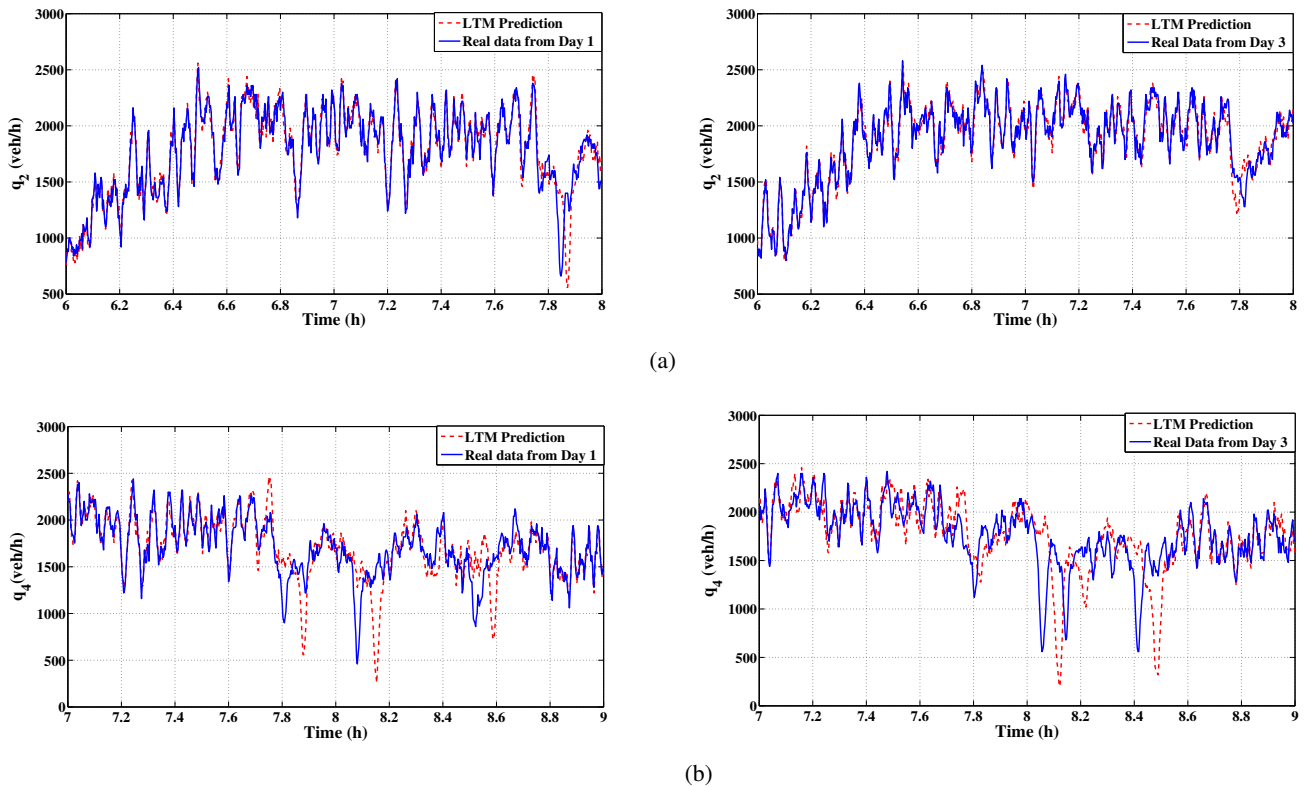 3000
2500
2000
1500
1000
500
q2 (veh/h)
6 6.2 6.4 6.6 6.8 7 7.2 7.4 7.6 7.8 8
Time (h)
LTM Prediction
Real data from Day 1
3000
2500
2000
1500
1000
500
q2 (veh/h)
6 6.2 6.4 6.6 6.8 7 7.2 7.4 7.6 7.8 8
Time (h)
LTM Prediction
Real Data from Day 3
(a)
3000
2500
2000
1500
1000
500
0
q4(veh/h)
7 7.2 7.4 7.6 7.8 8 8.2 8.4 8.6 8.8 9
Time (h)
LTM Prediction
Real data from Day 1
3000
2500
2000
1500
1000
500
0
q4 (veh/h)
7 7.2 7.4 7.6 7.8 8 8.2 8.4 8.6 8.8 9
Time (h)
LTM Prediction
Real Data from Day 3
(b)